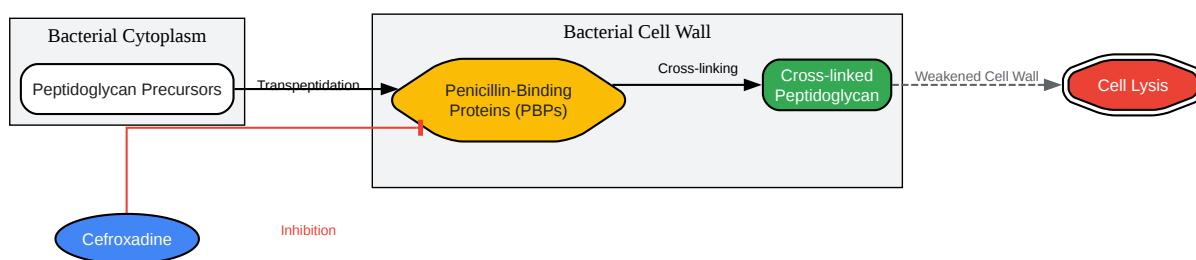 Bacterial Cytoplasm
Peptidoglycan Precursors
Transpeptidation
Bacterial Cell Wall
Penicillin-Binding
Proteins (PBPs)
Cross-linking
Cross-linked
Peptidoglycan
Weakened Cell Wall
Cell Lysis
Cefroxadine
Inhibition